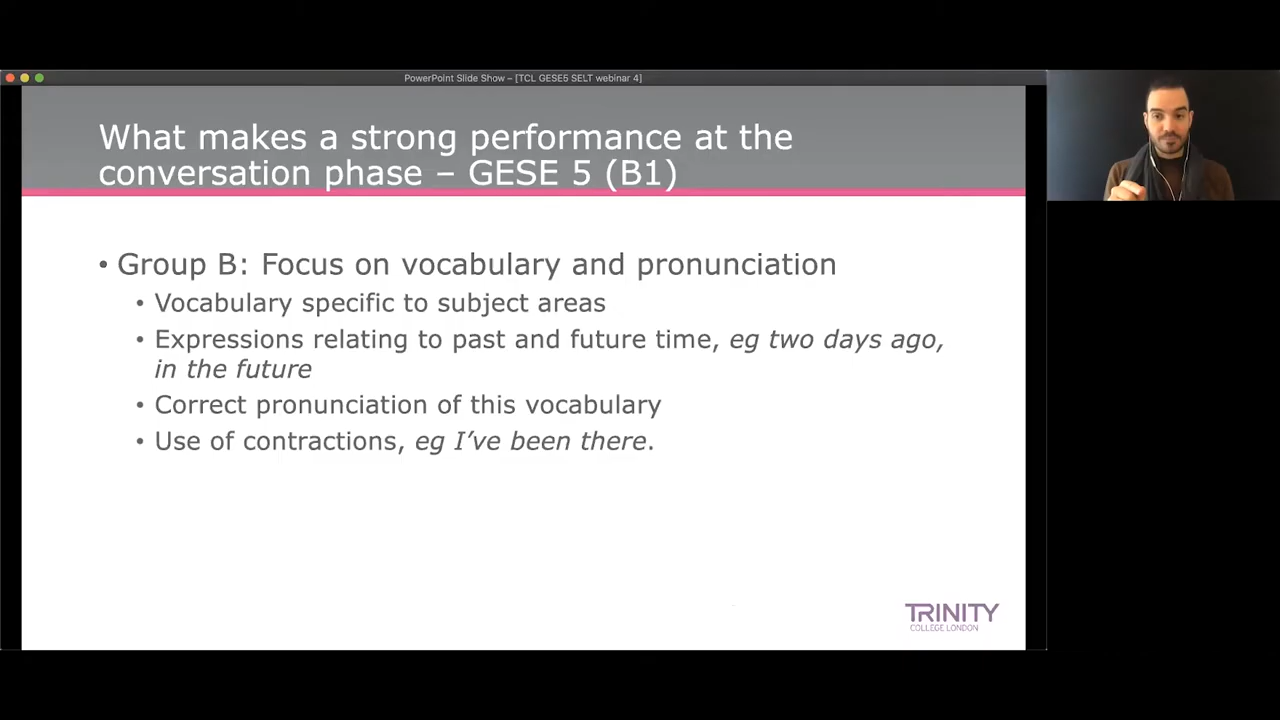 PowerPoint Slide Show – [TCL GESE5 SELT webinar 4]
What makes a strong performance at the
conversation phase – GESE 5 (B1)
• Group B: Focus on vocabulary and pronunciation
• Vocabulary specific to subject areas
• Expressions relating to past and future time, eg two days ago,
in the future
• Correct pronunciation of this vocabulary
• Use of contractions, eg I’ve been there.
TRINITY
COLLEGE LONDON